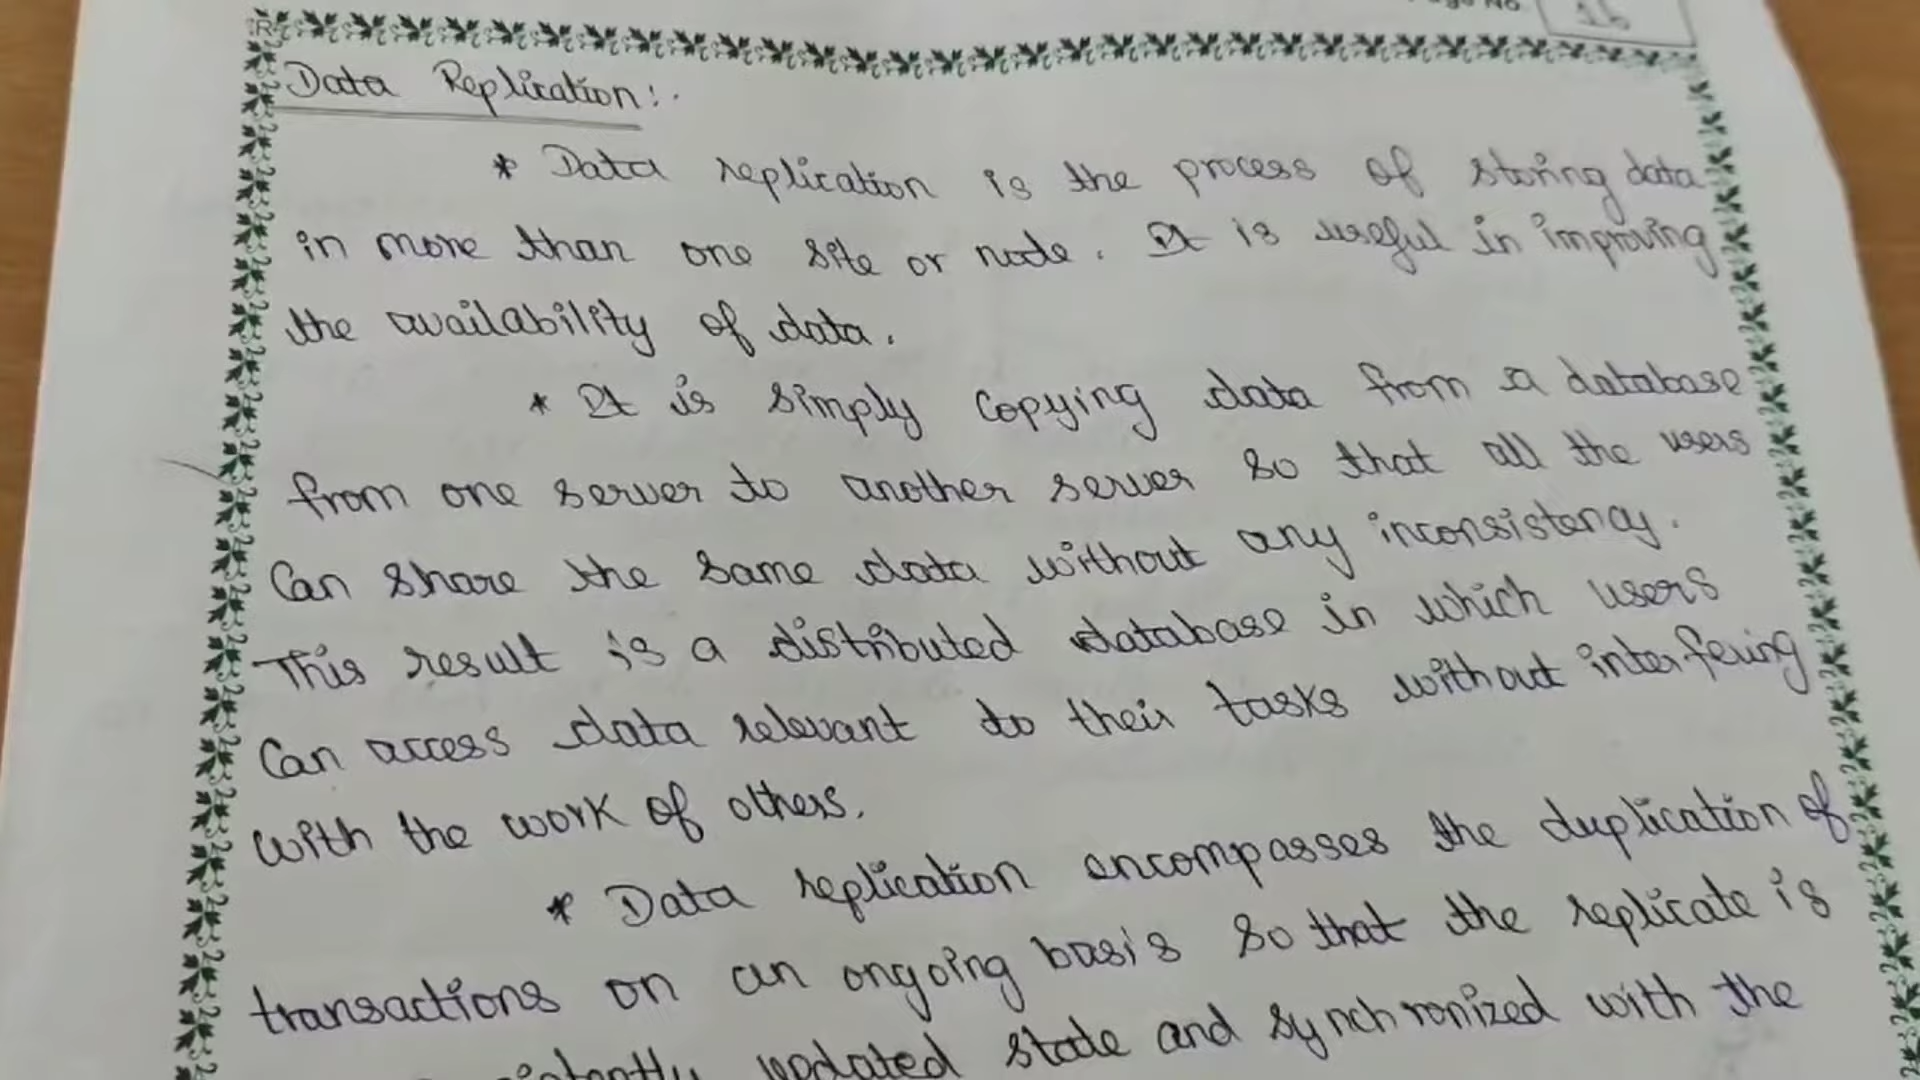 Page No
16
Data Replication:-
* Data replication is the process of storing data
in more than one site or node. It is useful in improving
the availability of data.
* It is simply copying data from a database
from one server to another server so that all the users
Can share the same data without any inconsistency.
This result is a distributed database in which users
Can access data relevant to their tasks without interfering
with the work of others.
* Data replication encompasses the duplication of
transactions on an ongoing basis so that the replicate is
updated state and synchronized with the